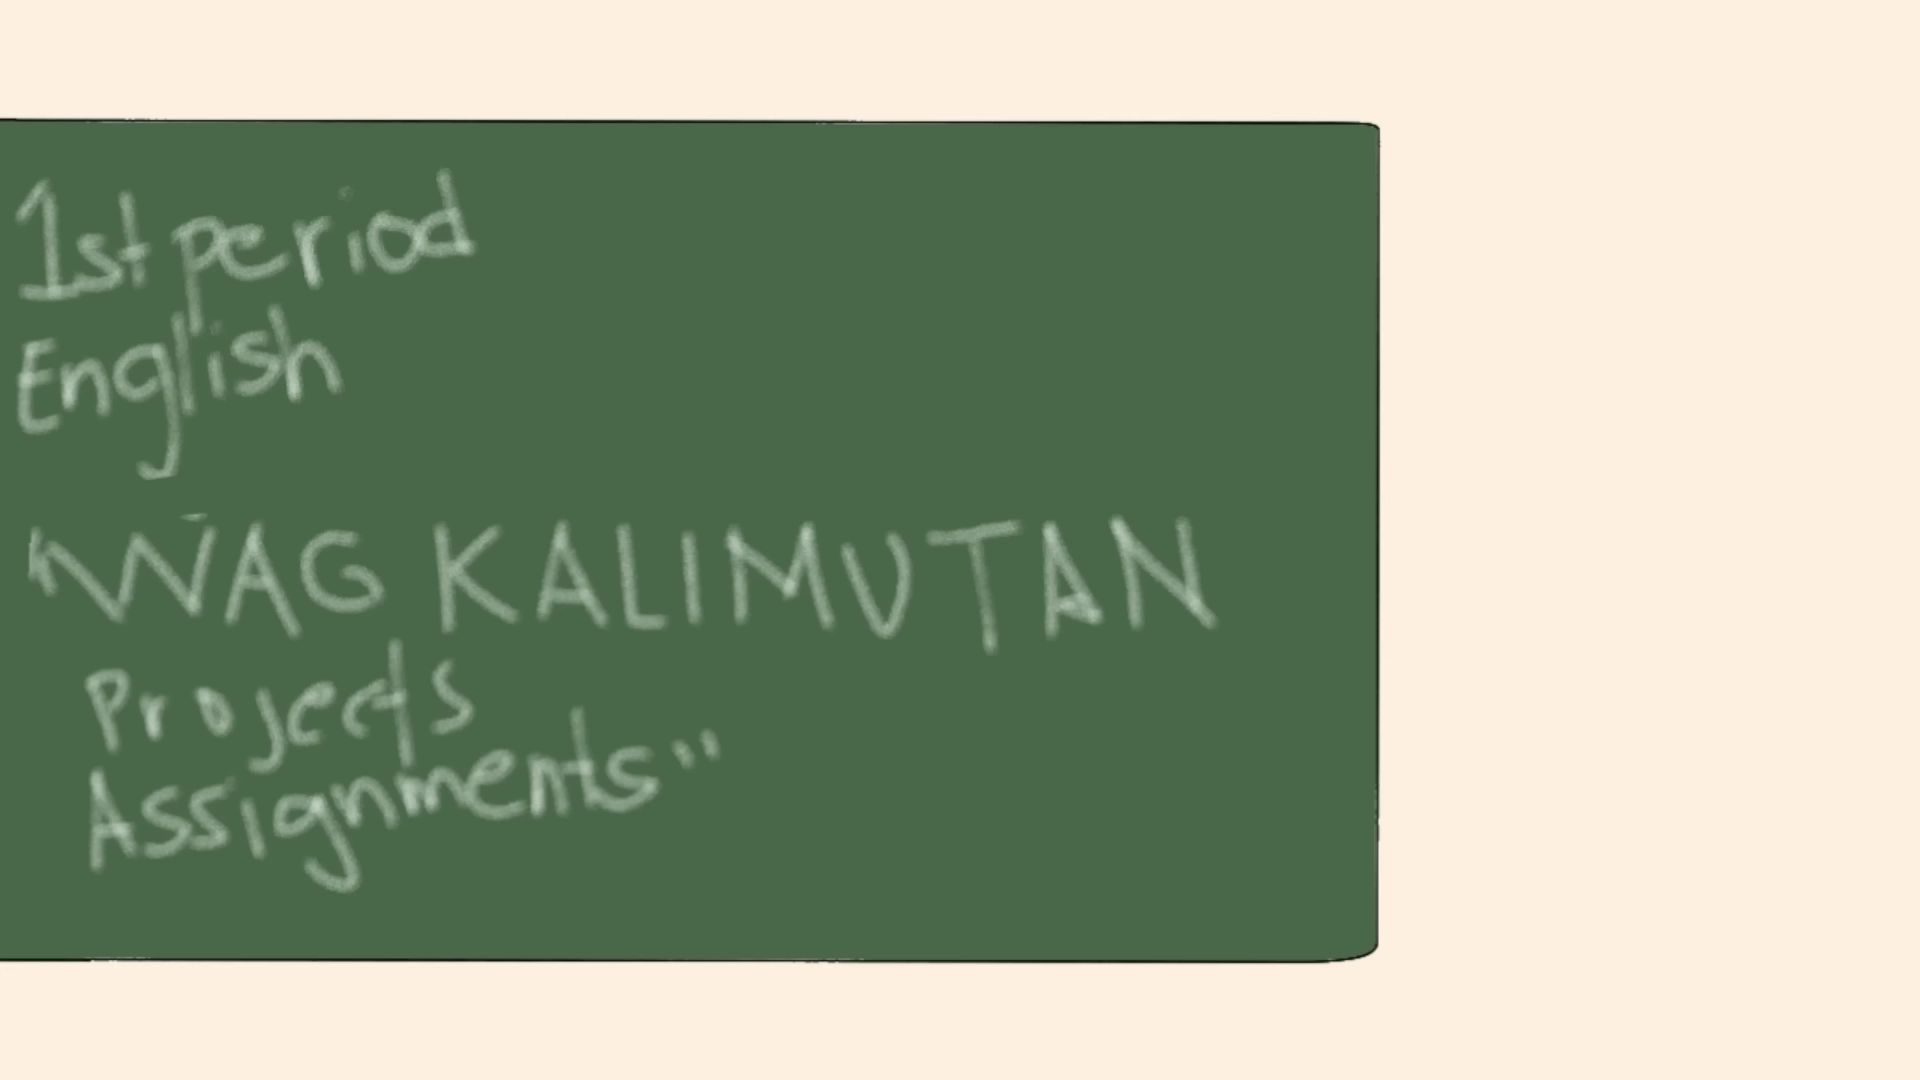 1st period
English
"WAG KALIMUTAN
Projects
Assignments"